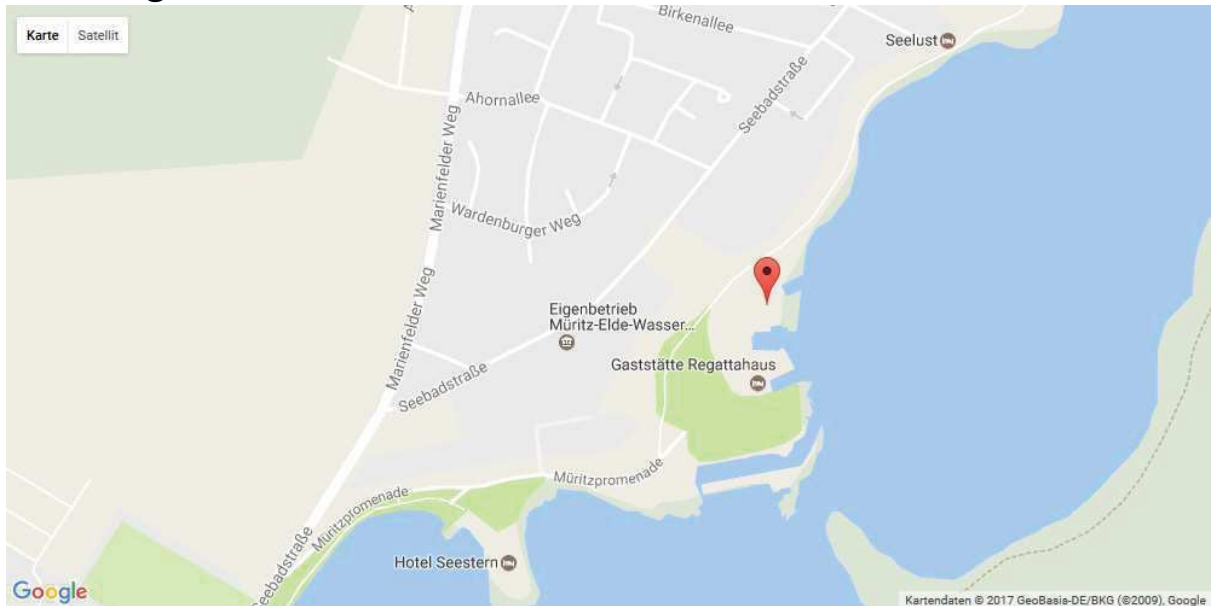 Karte Satellit
Birkenallee
Seelust
Ahornallee
Seebadstraße
Marienfelder Weg
Wardenburger Weg
Marienfelder Weg
Eigenbetrieb
Müritz-Elde-Wasser...
Gaststätte Regattahaus
Seebadstraße
Müritzpromenade
Müritzpromenade
Seebadstraße
Hotel Seestern
Google
Kartendaten © 2017 GeoBasis-DE/BKG (©2009), Google